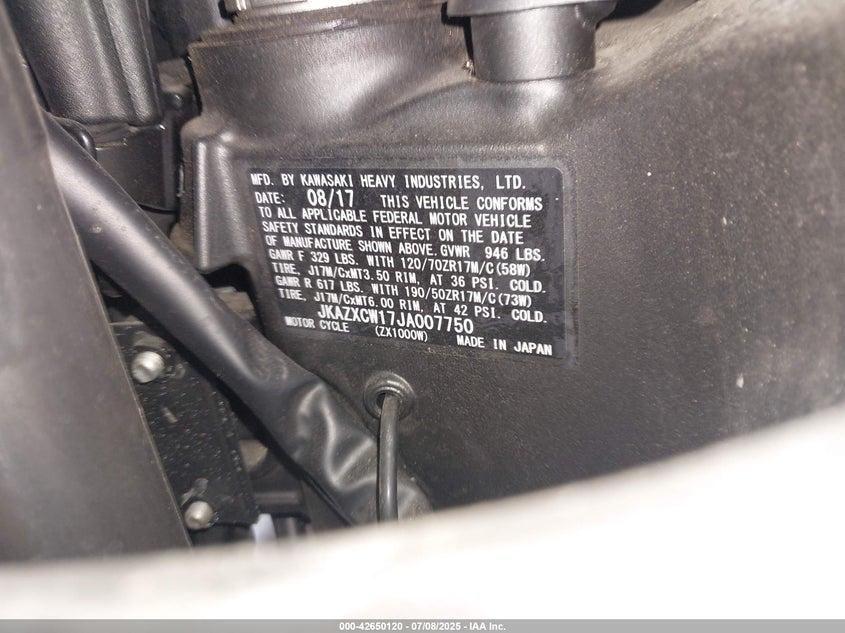 MFD. BY KAWASAKI HEAVY INDUSTRIES, LTD.
DATE: 08/17 THIS VEHICLE CONFORMS
TO ALL APPLICABLE FEDERAL MOTOR VEHICLE
SAFETY STANDARDS IN EFFECT ON THE DATE
OF MANUFACTURE SHOWN ABOVE. GVWR 946 LBS.
GAWR F 329 LBS. WITH 120/70ZR17M/C(58W)
TIRE, J17M/CxMT3.50 RIM, AT 36 PSI. COLD.
GAWR R 617 LBS. WITH 190/50ZR17M/C(73W)
TIRE, J17M/CxMT6.00 RIM, AT 42 PSI. COLD.
JKAZXCW17JA007750
MOTOR CYCLE (ZX1000W) MADE IN JAPAN
000-42650120 - 07/08/2025 - IAA Inc.